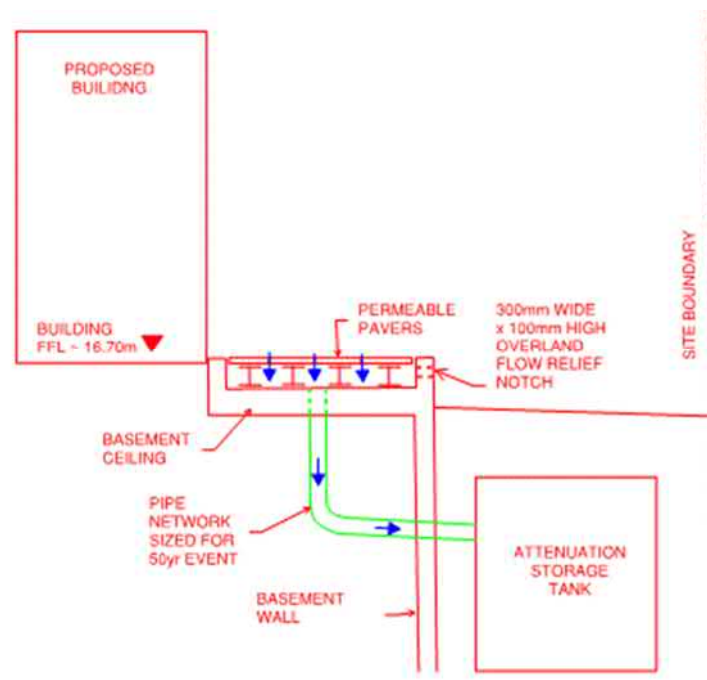 PROPOSED
BUILIDNG
BUILDING
FFL ~ 16.70m
PERMEABLE
PAVERS
300mm WIDE
x 100mm HIGH
OVERLAND
FLOW RELIEF
NOTCH
SITE BOUNDARY
BASEMENT
CEILING
PIPE
NETWORK
SIZED FOR
50yr EVENT
BASEMENT
WALL
ATTENUATION
STORAGE
TANK